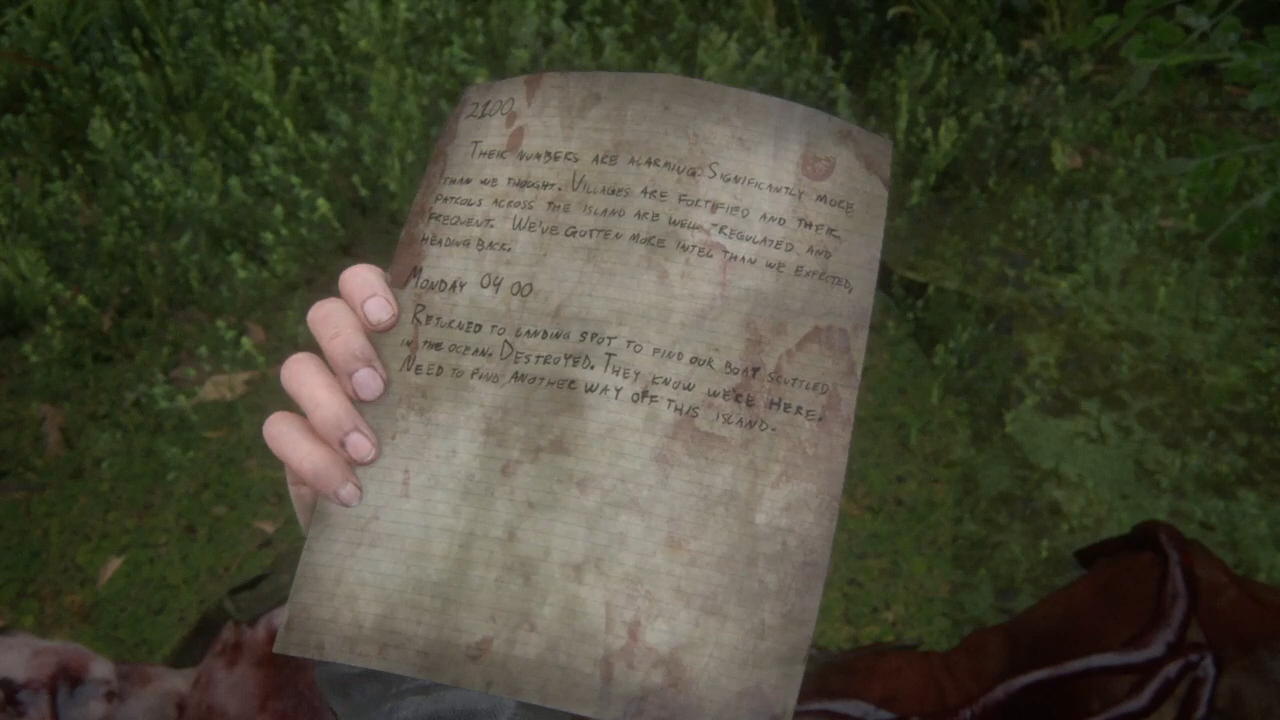 2100
Their numbers are alarming. Significantly more
than we thought. Villages are fortified and their
patrols across the island are well-regulated and
frequent. We've gotten more intel than we expected,
heading back.
Monday 04 00
Returned to landing spot to find our boat scuttled
in the ocean. Destroyed. They know we're here.
Need to find another way off this island.